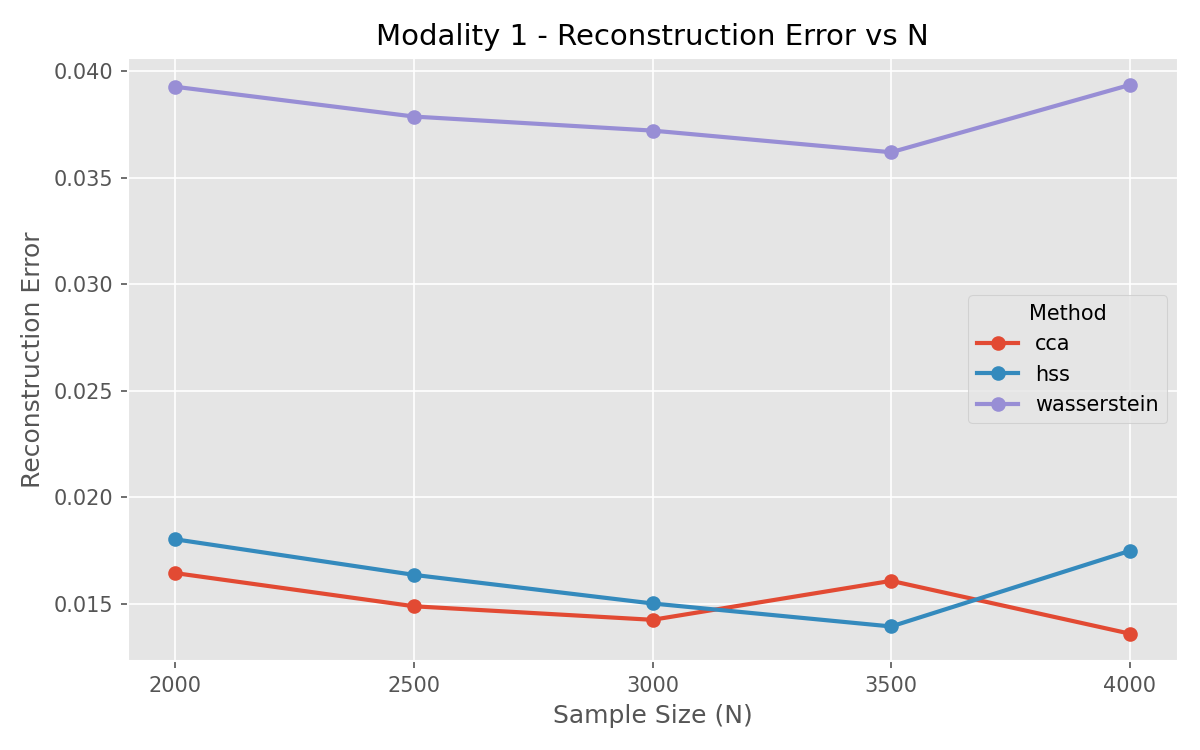 Modality 1 - Reconstruction Error vs N
Reconstruction Error
0.040
0.035
0.030
0.025
0.020
0.015
Method
cca
hss
wasserstein
2000 2500 3000 3500 4000
Sample Size (N)